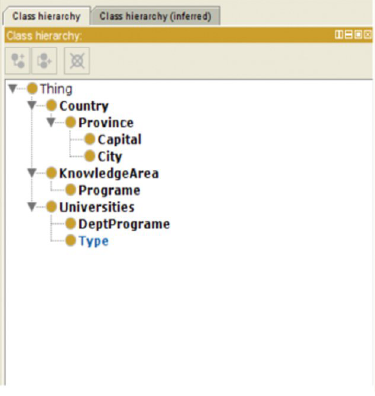 Class hierarchy Class hierarchy (inferred)
Class hierarchy:
Thing
Country
Province
Capital
City
KnowledgeArea
Programe
Universities
DeptPrograme
Type